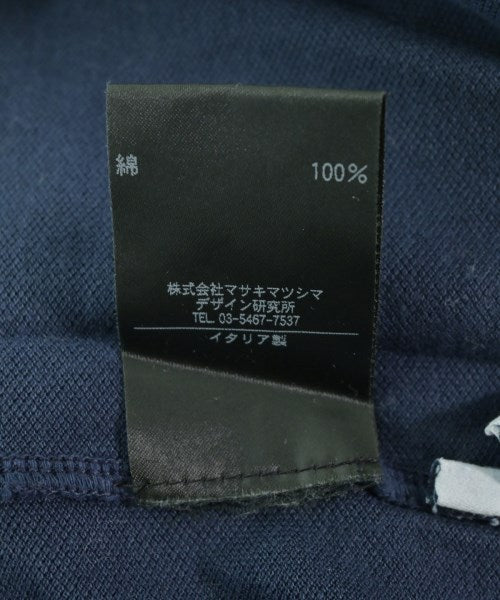 綿 100%
株式会社マサキマツシマ
デザイン研究所
TEL. 03-5467-7537
イタリア製